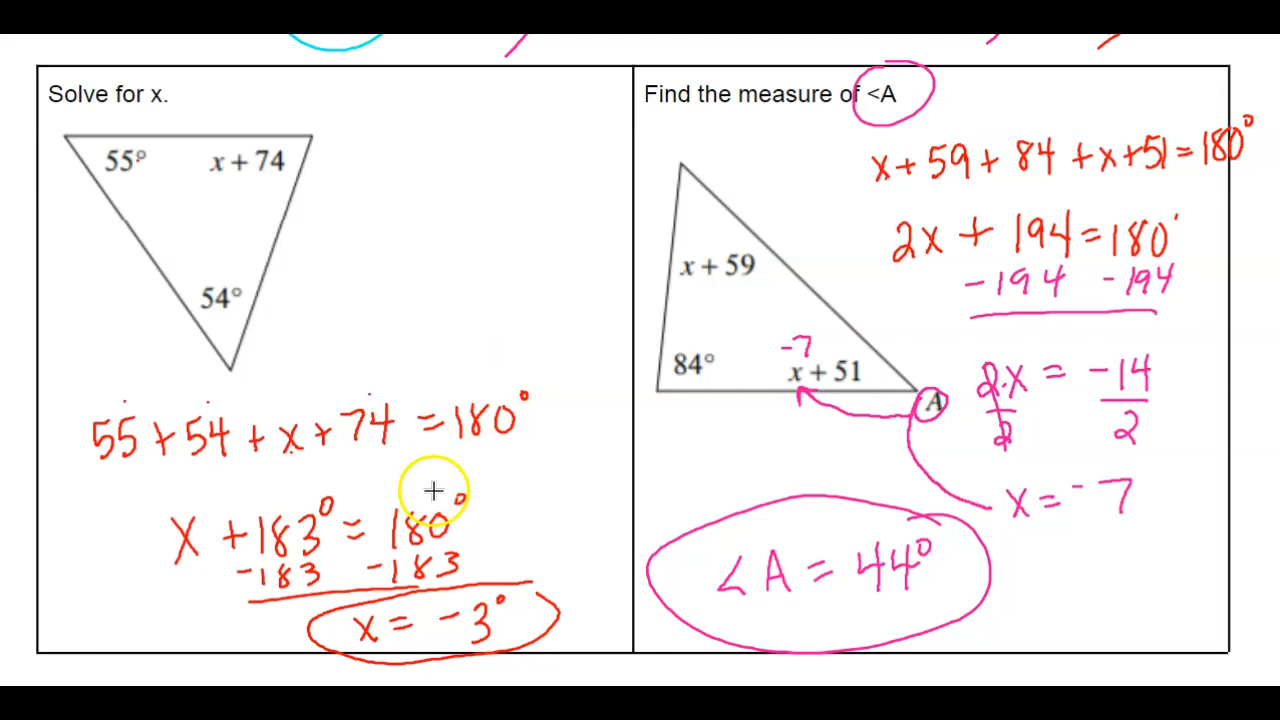 Solve for x.
55°
x + 74
54°
55 + 54 + x + 74 = 180°
x + 183° = 180°
-183 -183
x = -3°
Find the measure of <A
x + 59 + 84 + x + 51 = 180°
2x + 194 = 180°
-194 -194
x + 59
-7
84°
x + 51
A
2·x = -14
2 2
x = -7
∠A = 44°